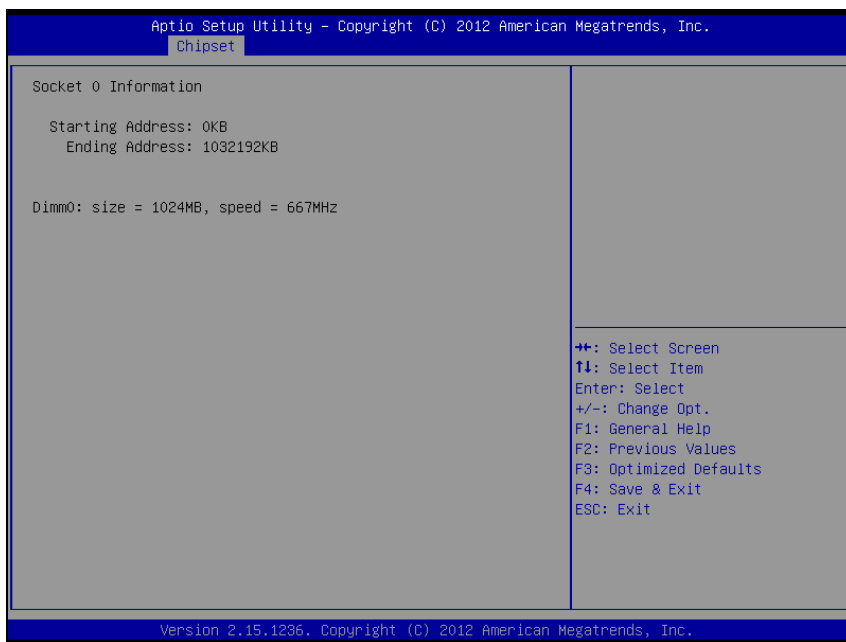 Aptio Setup Utility – Copyright (C) 2012 American Megatrends, Inc.
Chipset
Socket 0 Information
Starting Address: 0KB
Ending Address: 1032192KB
Dimm0: size = 1024MB, speed = 667MHz
→←: Select Screen
↑↓: Select Item
Enter: Select
+/-: Change Opt.
F1: General Help
F2: Previous Values
F3: Optimized Defaults
F4: Save & Exit
ESC: Exit
Version 2.15.1236. Copyright (C) 2012 American Megatrends, Inc.